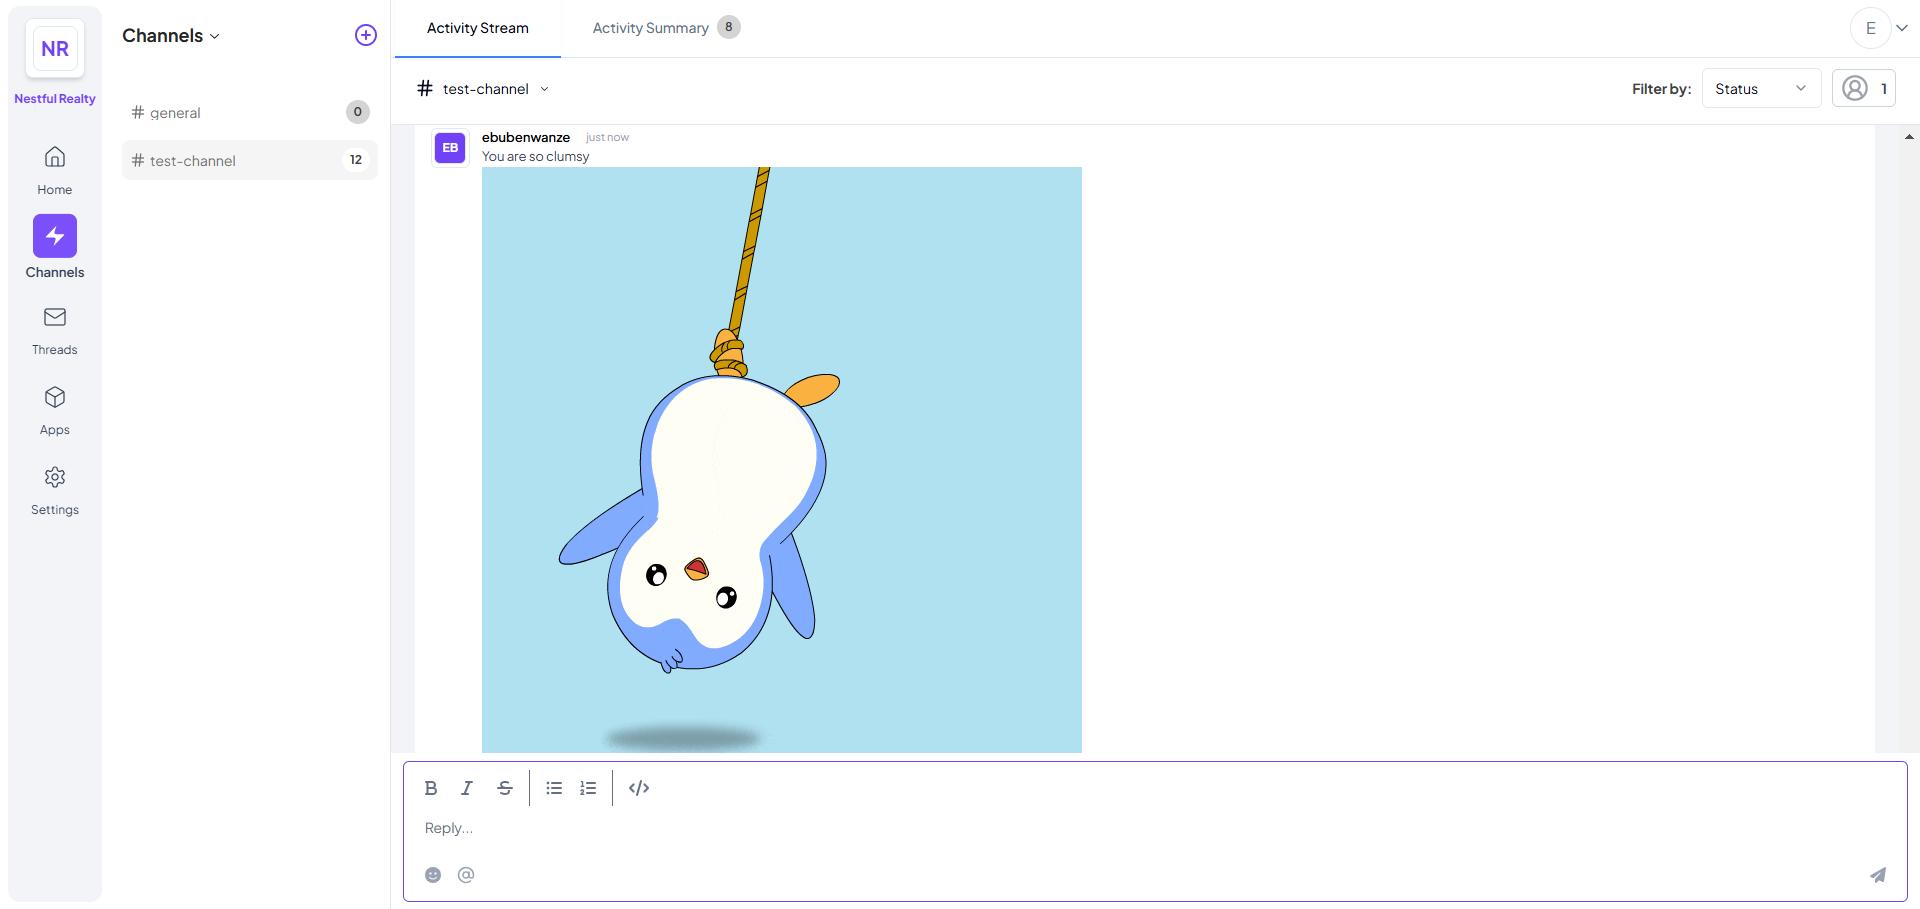 NR
Nestful Realty
Home
Channels
Threads
Apps
Settings
Channels
# general 0
# test-channel 12
Activity Stream
Activity Summary 8
E
# test-channel
Filter by: Status 1
EB
ebubenwanze just now
You are so clumsy
B I S
Reply...
@